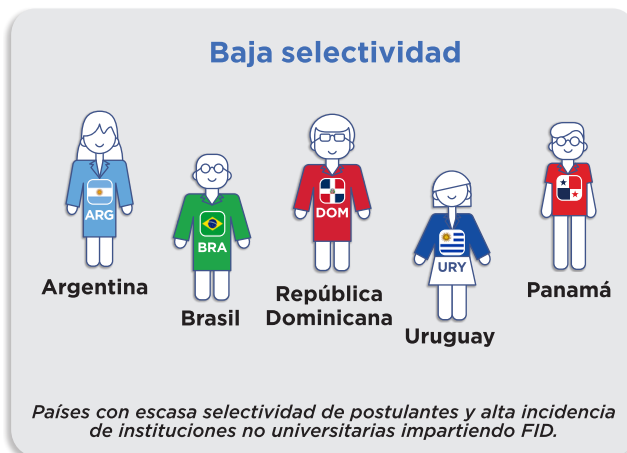 Baja selectividad
ARG
BRA
DOM
URY
Argentina
Brasil
República
Dominicana
Uruguay
Panamá
Países con escasa selectividad de postulantes y alta incidencia
de instituciones no universitarias impartiendo FID.